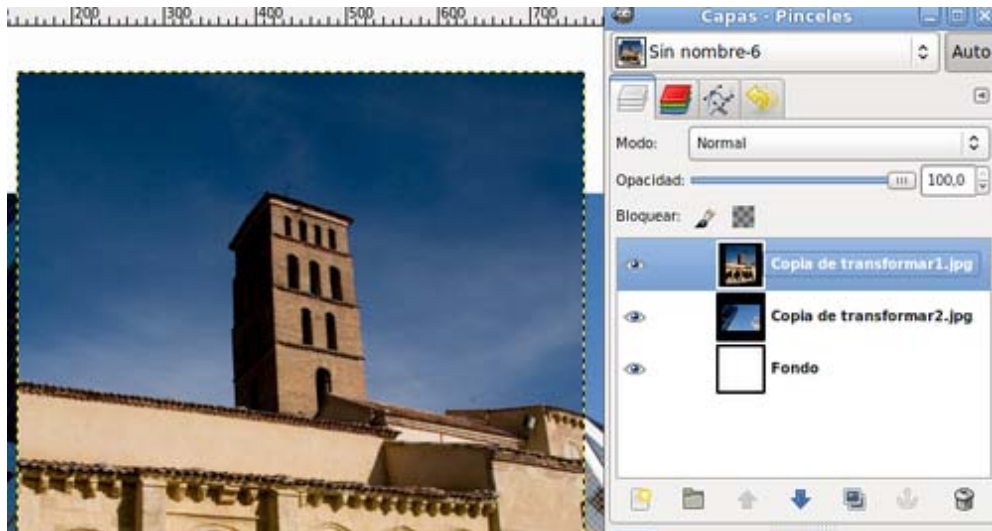 200 300 400 500 600 700
Capas - Pinceles
Sin nombre-6
Auto
Modo: Normal
Opacidad: 100,0
Bloquear:
Copia de transformar1.jpg
Copia de transformar2.jpg
Fondo